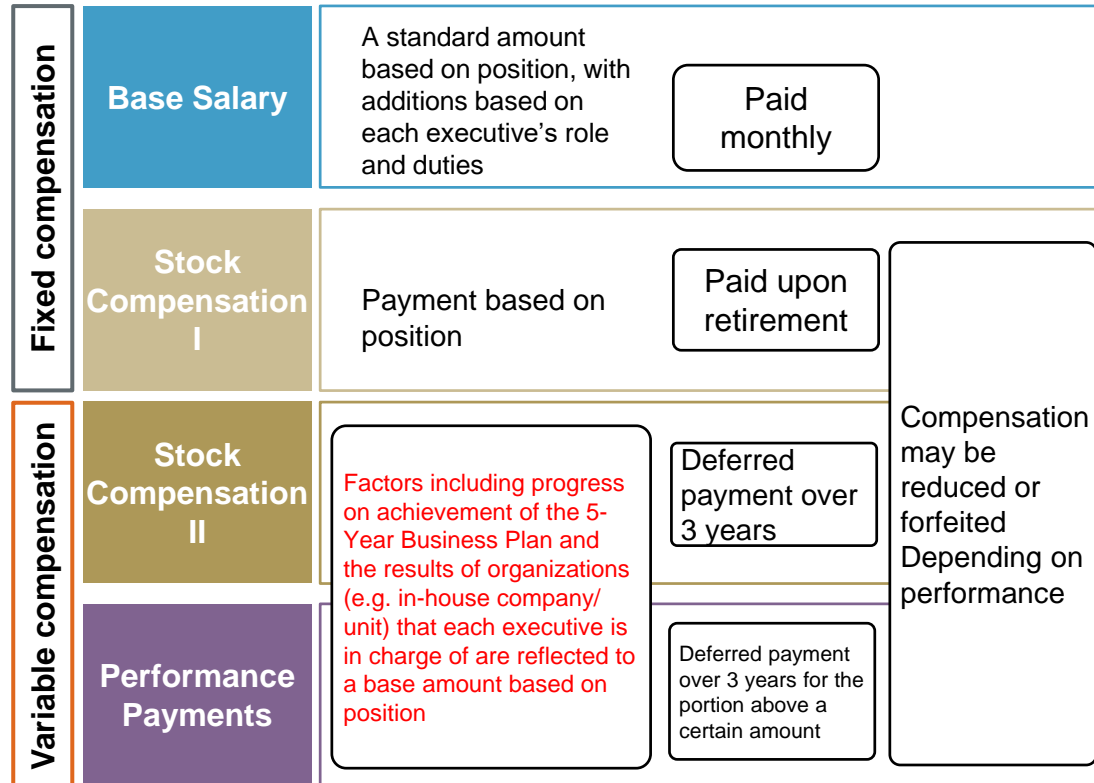 Fixed compensation
Base Salary
A standard amount
based on position, with
additions based on
each executive’s role
and duties
Paid
monthly
Stock
Compensation
I
Payment based on
position
Paid upon
retirement
Variable compensation
Stock
Compensation
II
Factors including progress
on achievement of the 5-
Year Business Plan and
the results of organizations
(e.g. in-house company/
unit) that each executive is
in charge of are reflected to
a base amount based on
position
Deferred
payment over
3 years
Compensation
may be
reduced or
forfeited
Depending on
performance
Performance
Payments
Deferred payment
over 3 years for the
portion above a
certain amount